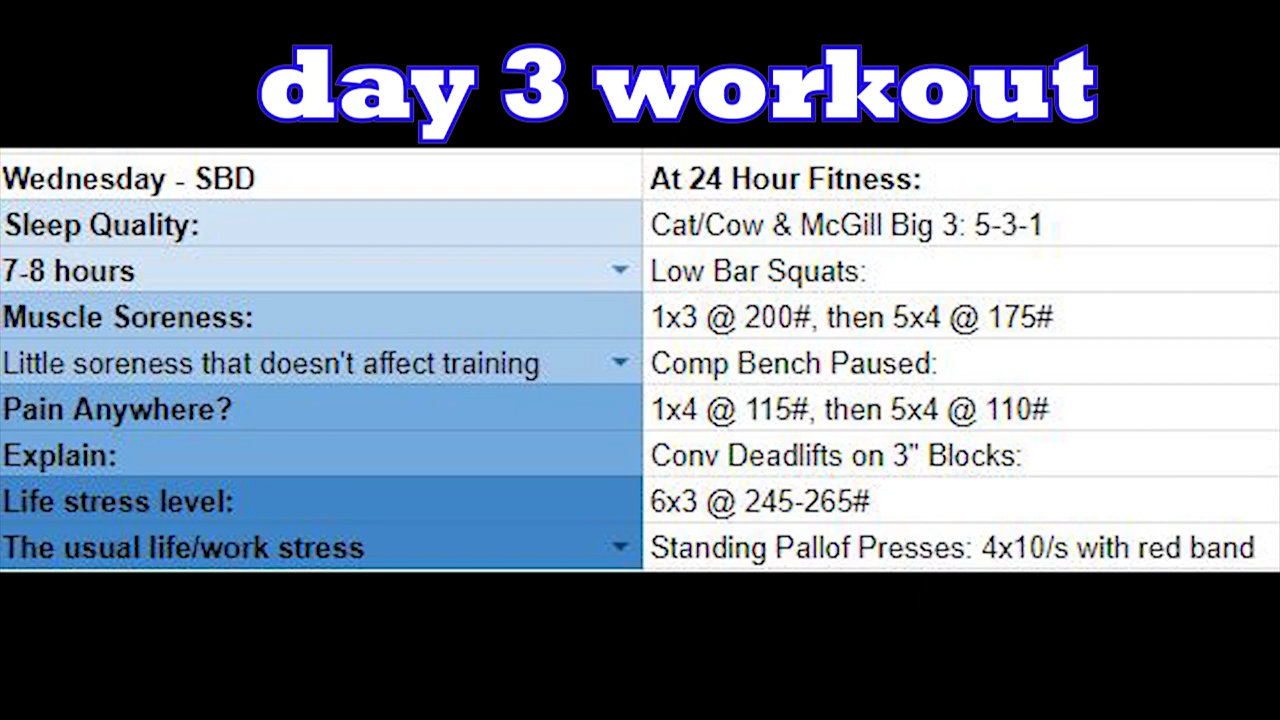 day 3 workout
Wednesday - SBD
At 24 Hour Fitness:
Sleep Quality:
Cat/Cow & McGill Big 3: 5-3-1
7-8 hours
Low Bar Squats:
Muscle Soreness:
1x3 @ 200#, then 5x4 @ 175#
Little soreness that doesn't affect training
Comp Bench Paused:
Pain Anywhere?
1x4 @ 115#, then 5x4 @ 110#
Explain:
Conv Deadlifts on 3" Blocks:
Life stress level:
6x3 @ 245-265#
The usual life/work stress
Standing Pallof Presses: 4x10/s with red band